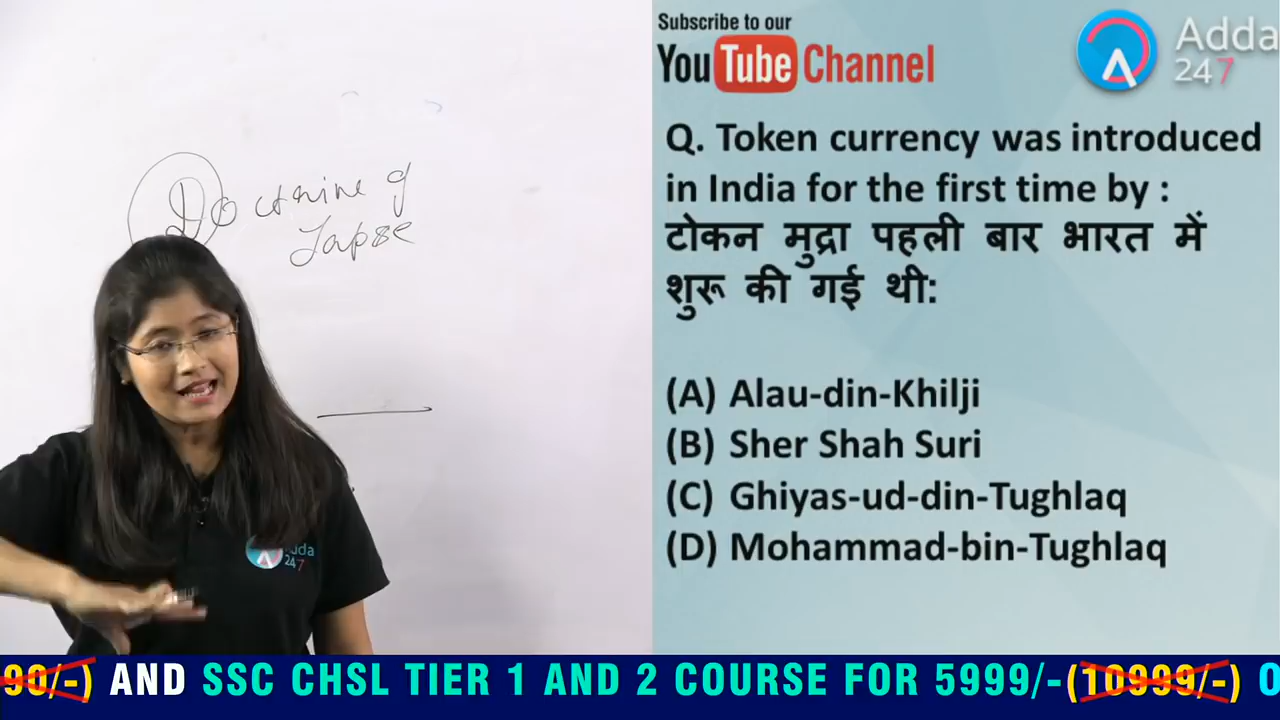 Doctrine of
Lapse
Adda
247
Subscribe to our
YouTube Channel
Adda
247
Q. Token currency was introduced
in India for the first time by :
टोकन मुद्रा पहली बार भारत में
शुरू की गई थी:
(A) Alau-din-Khilji
(B) Sher Shah Suri
(C) Ghiyas-ud-din-Tughlaq
(D) Mohammad-bin-Tughlaq
90/-) AND SSC CHSL TIER 1 AND 2 COURSE FOR 5999/-(10999/-) O